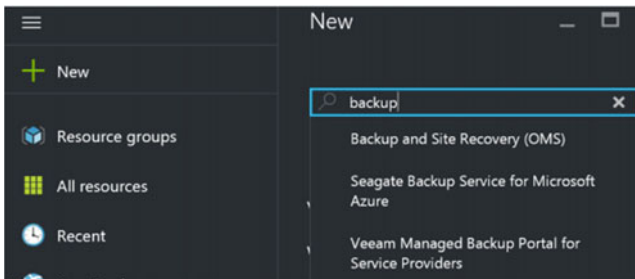 New
New
backup
Resource groups
Backup and Site Recovery (OMS)
All resources
Seagate Backup Service for Microsoft
Azure
Recent
Veeam Managed Backup Portal for
Service Providers